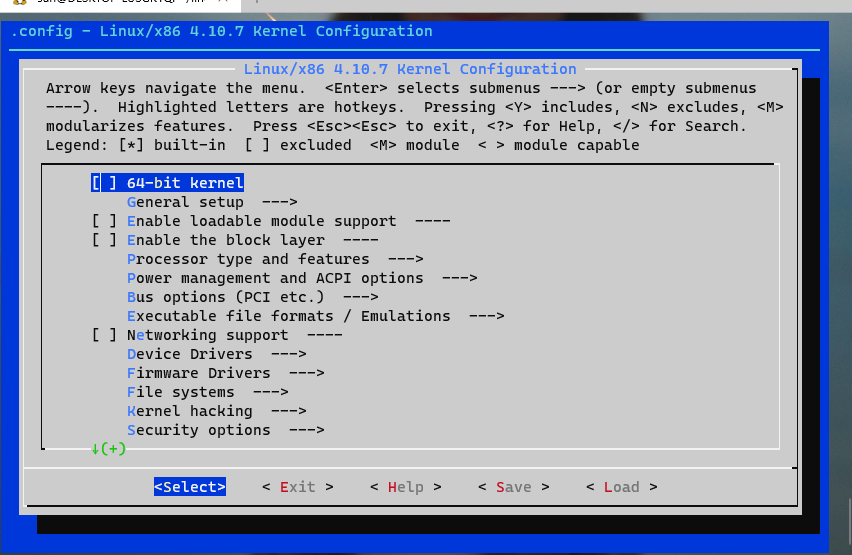 .config - Linux/x86 4.10.7 Kernel Configuration
Linux/x86 4.10.7 Kernel Configuration
Arrow keys navigate the menu.  <Enter> selects submenus ---> (or empty submenus
----).  Highlighted letters are hotkeys.  Pressing <Y> includes, <N> excludes, <M>
modularizes features.  Press <Esc><Esc> to exit, <?> for Help, </> for Search.
Legend: [*] built-in  [ ] excluded  <M> module  < > module capable
[ ] 64-bit kernel
General setup  --->
[ ] Enable loadable module support  ----
[ ] Enable the block layer  ----
Processor type and features  --->
Power management and ACPI options  --->
Bus options (PCI etc.)  --->
Executable file formats / Emulations  --->
[ ] Networking support  ----
Device Drivers  --->
Firmware Drivers  --->
File systems  --->
Kernel hacking  --->
Security options  --->
↓(+)
<Select>    < Exit >    < Help >    < Save >    < Load >